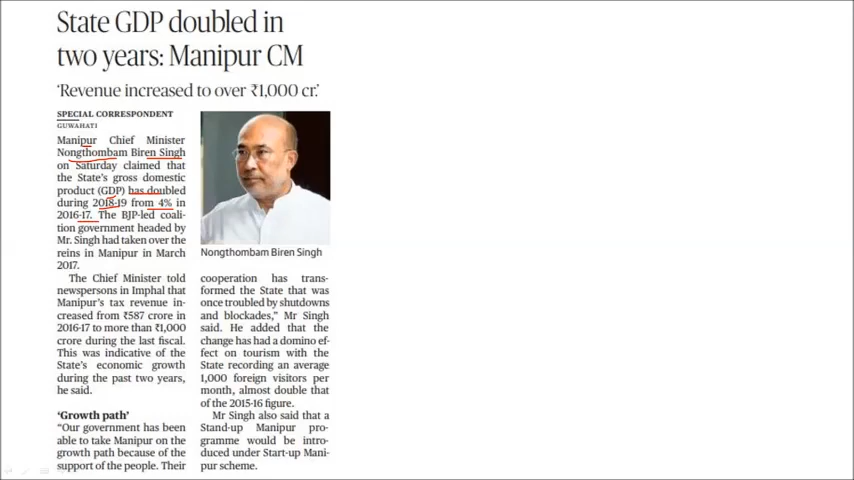 State GDP doubled in
two years: Manipur CM
‘Revenue increased to over ₹1,000 cr.’
SPECIAL CORRESPONDENT
GUWAHATI
Manipur Chief Minister
Nongthombam Biren Singh
on Saturday claimed that
the State’s gross domestic
product (GDP) has doubled
during 2018-19 from 4% in
2016-17. The BJP-led coali-
tion government headed by
Mr. Singh had taken over the
reins in Manipur in March
2017.
The Chief Minister told
newspersons in Imphal that
Manipur’s tax revenue in-
creased from ₹587 crore in
2016-17 to more than ₹1,000
crore during the last fiscal.
This was indicative of the
State’s economic growth
during the past two years,
he said.
‘Growth path’
“Our government has been
able to take Manipur on the
growth path because of the
support of the people. Their
Nongthombam Biren Singh
cooperation has trans-
formed the State that was
once troubled by shutdowns
and blockades,” Mr Singh
said. He added that the
change has had a domino ef-
fect on tourism with the
State recording an average
1,000 foreign visitors per
month, almost double that
of the 2015-16 figure.
Mr Singh also said that a
Stand-up Manipur pro-
gramme would be intro-
duced under Start-up Mani-
pur scheme.